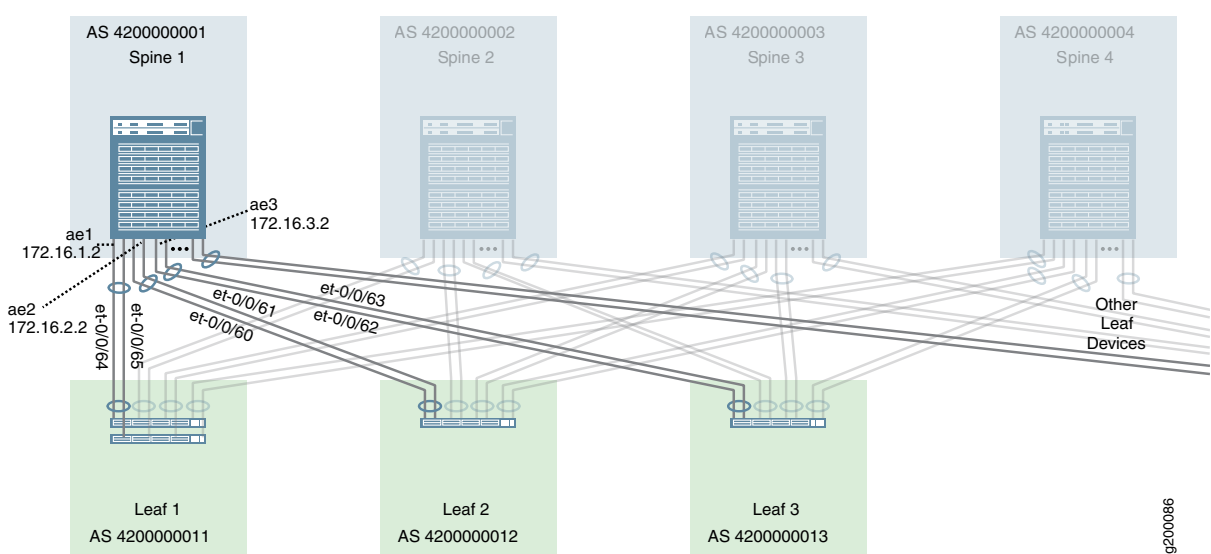 AS 4200000001
Spine 1
AS 4200000002
Spine 2
AS 4200000003
Spine 3
AS 4200000004
Spine 4
ae3
172.16.3.2
ae1
172.16.1.2
ae2
172.16.2.2
et-0/0/64
et-0/0/65
et-0/0/61
et-0/0/60
et-0/0/63
et-0/0/62
Other
Leaf
Devices
Leaf 1
AS 4200000011
Leaf 2
AS 4200000012
Leaf 3
AS 4200000013
g200086